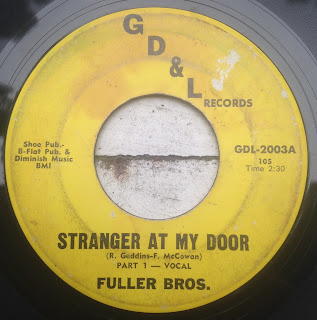 GD&L
RECORDS
Shoe Pub.-
B-Flat Pub. &
Diminish Music
BMI
GDL-2003A
105
Time 2:30
STRANGER AT MY DOOR
(R. Geddins-F. McCowan)
PART 1 — VOCAL
FULLER BROS.